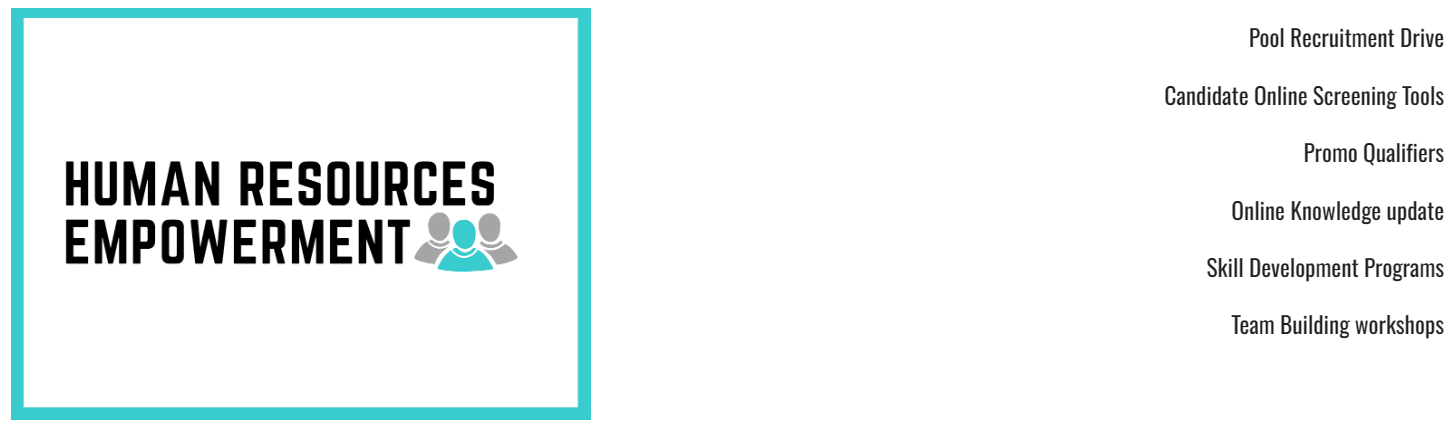 HUMAN RESOURCES
EMPOWERMENT
Pool Recruitment Drive
Candidate Online Screening Tools
Promo Qualifiers
Online Knowledge update
Skill Development Programs
Team Building workshops